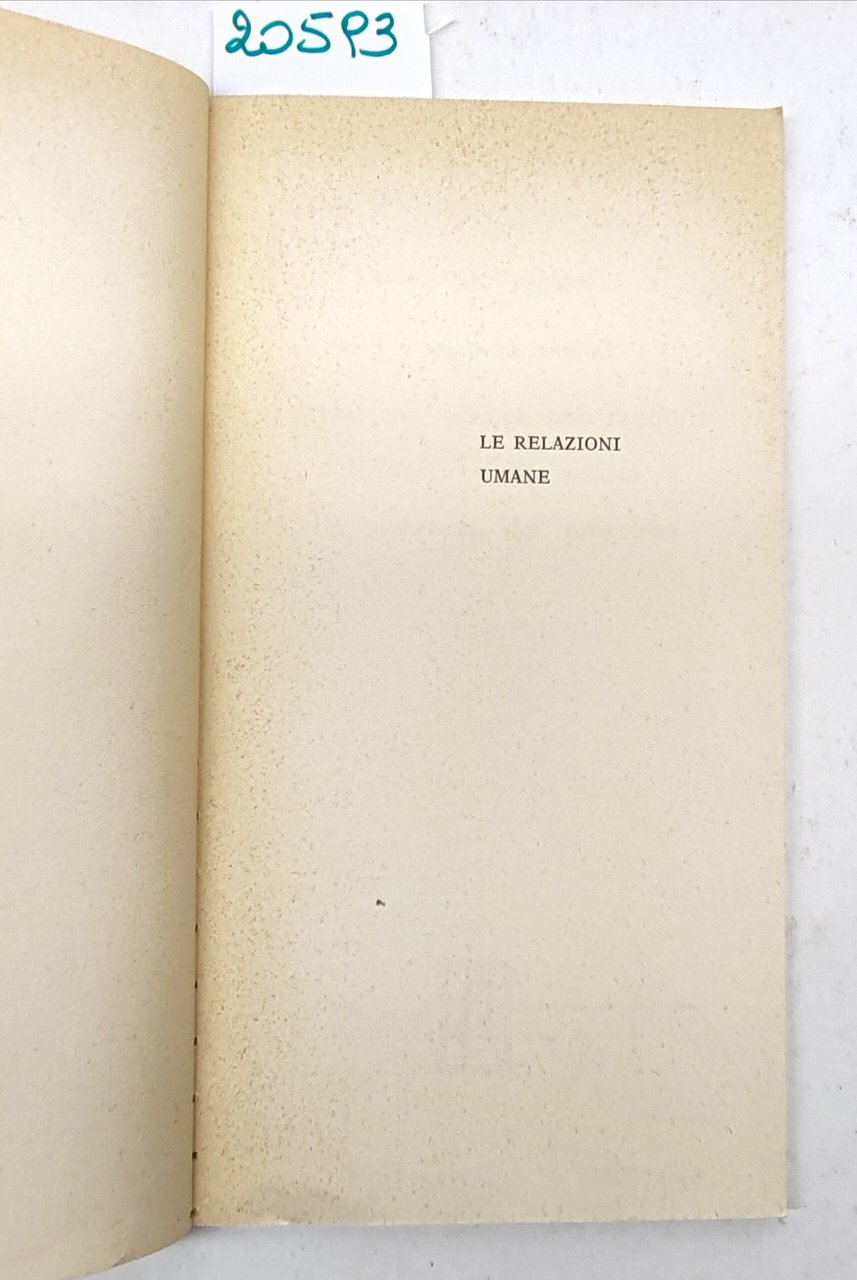 20593
LE RELAZIONI
UMANE